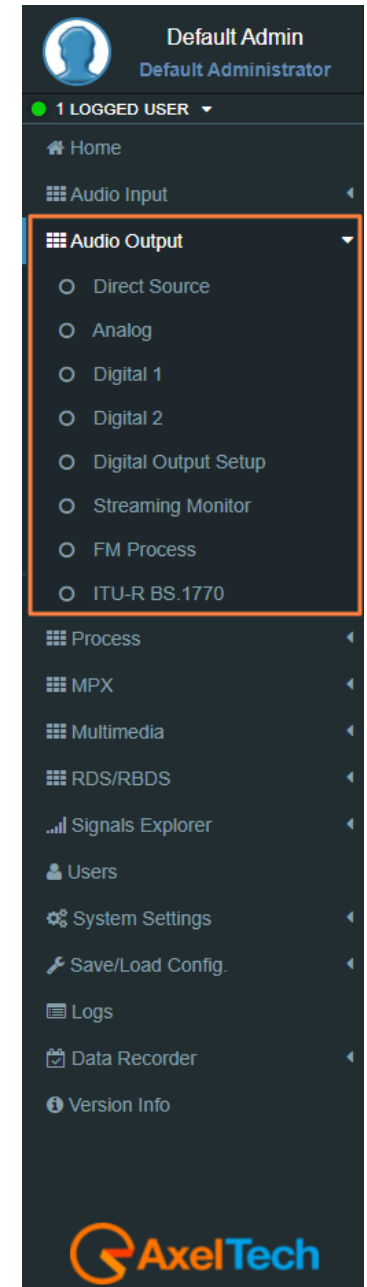 Default Admin
Default Administrator
1 LOGGED USER
Home
Audio Input
Audio Output
Direct Source
Analog
Digital 1
Digital 2
Digital Output Setup
Streaming Monitor
FM Process
ITU-R BS.1770
Process
MPX
Multimedia
RDS/RBDS
Signals Explorer
Users
System Settings
Save/Load Config.
Logs
Data Recorder
Version Info
AxelTech